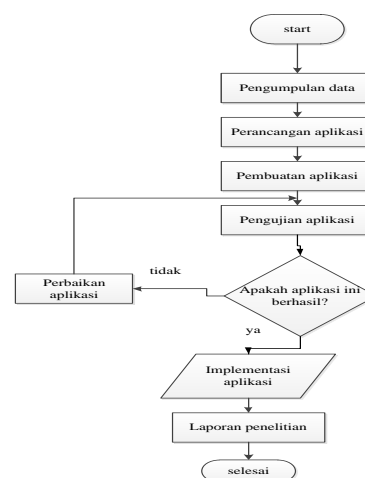 start
Pengumpulan data
Perancangan aplikasi
Pembuatan aplikasi
Pengujian aplikasi
tidak
Perbaikan
aplikasi
Apakah aplikasi ini
berhasil?
ya
Implementasi
aplikasi
Laporan penelitian
selesai